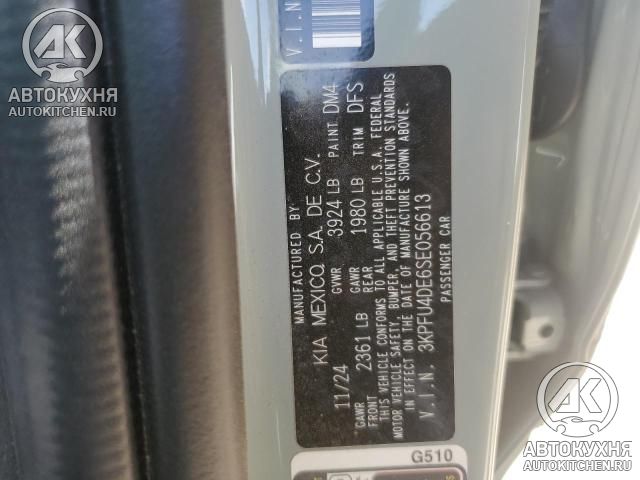 АК
АВТОКУХНЯ
AUTOKITCHEN.RU
V.I.N
MANUFACTURED BY
KIA MEXICO, S.A. DE C.V.
11/24 GVWR 3924 LB PAINT DM4
GAWR FRONT 2361 LB GAWR REAR 1980 LB TRIM DFS
THIS VEHICLE CONFORMS TO ALL APPLICABLE U.S.A. FEDERAL
MOTOR VEHICLE SAFETY, BUMPER, AND THEFT PREVENTION STANDARDS
IN EFFECT ON THE DATE OF MANUFACTURE SHOWN ABOVE.
V.I.N. 3KPFU4DE6SE056613
PASSENGER CAR
G510
АК
АВТОКУХНЯ
AUTOKITCHEN.RU